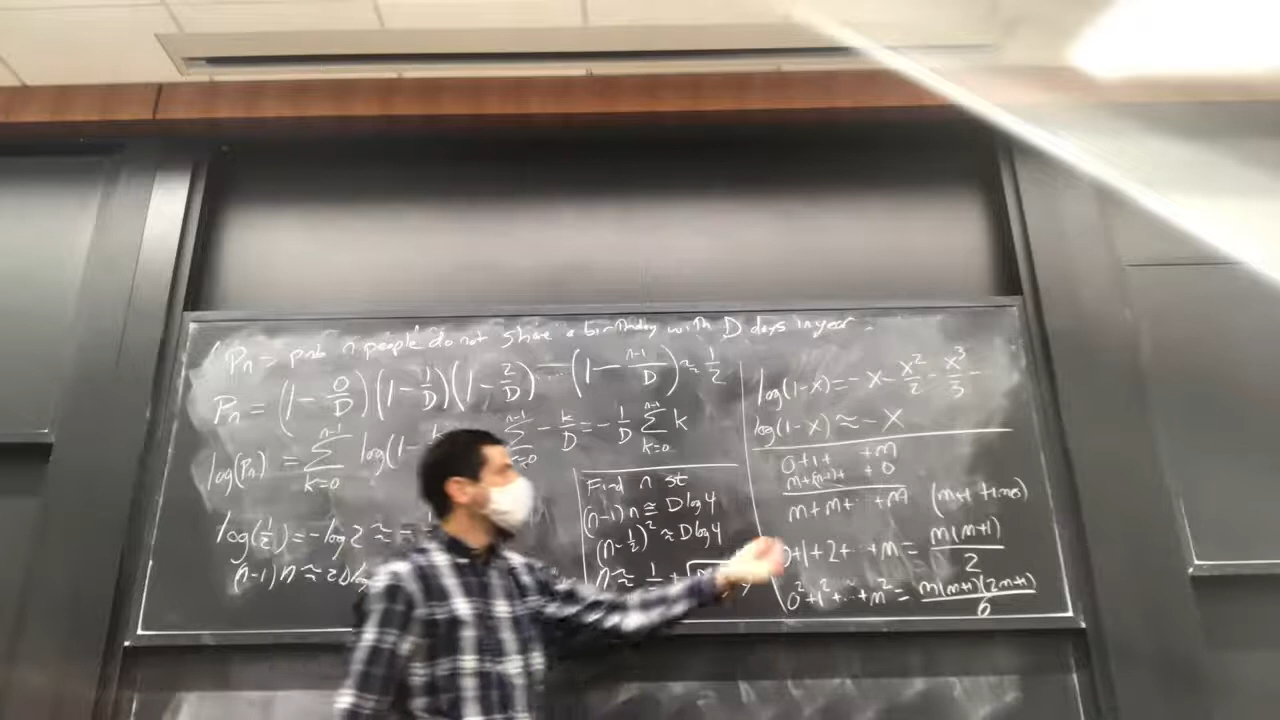 Pn = prob n people do not share a birthday with D days in year.
Pn = (1 - 0/D)(1 - 1/D)(1 - 2/D) ... (1 - (n-1)/D) ≈ 1/2
log(Pn) = ∑_{k=0}^{n-1} log(1- ∑^{n-1} - k/D = - 1/D ∑_{k=0}^{n-1} k
log(1/2) = -log 2 ≈ -
(n-1) n ≈ 2D
Find n st
(n-1)n ≅ D log 4
(n - 1/2)² ≈ D log 4
n ≈ 1/2 + √
log(1-x) = -x - x²/2 - x³/3 -
log(1-x) ≈ -x
0+1+ +m
m+(m-1)+ +0
m+m+ ... +m (m+1 times)
0+1+2+ ... +m = m(m+1)/2
0²+1²+ ... +m² = m(m+1)(2m+1)/6